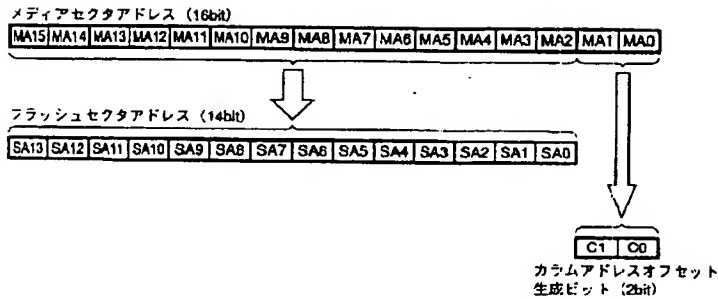 メディアセクタアドレス (16bit)
MA15 MA14 MA13 MA12 MA11 MA10 MA9 MA8 MA7 MA6 MA5 MA4 MA3 MA2 MA1 MA0
フラッシュセクタアドレス (14bit)
SA13 SA12 SA11 SA10 SA9 SA8 SA7 SA6 SA5 SA4 SA3 SA2 SA1 SA0
C1 C0
カラムアドレスオフセット
生成ビット (2bit)